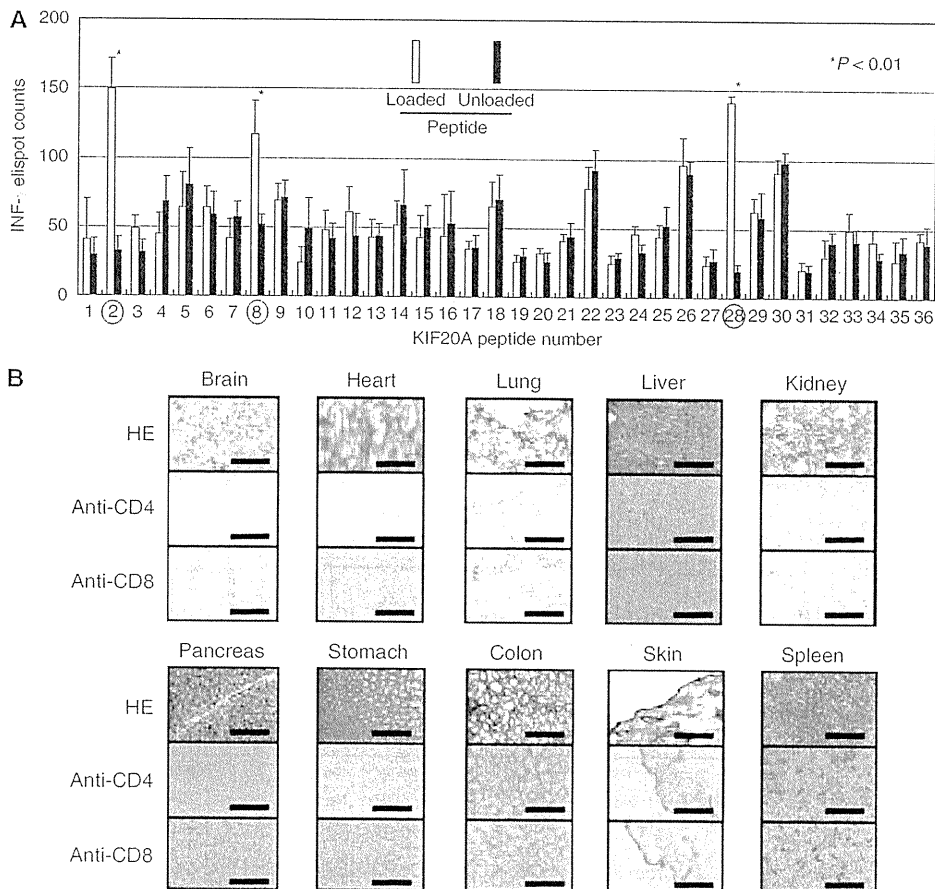 A
200
150
100
50
0
INF-· elispot counts
*
*
*
*P < 0.01
Loaded Unloaded
Peptide
1 2 3 4 5 6 7 8 9 10 11 12 13 14 15 16 17 18 19 20 21 22 23 24 25 26 27 28 29 30 31 32 33 34 35 36
KIF20A peptide number
B
Brain Heart Lung Liver Kidney
HE
Anti-CD4
Anti-CD8
Pancreas Stomach Colon Skin Spleen
HE
Anti-CD4
Anti-CD8